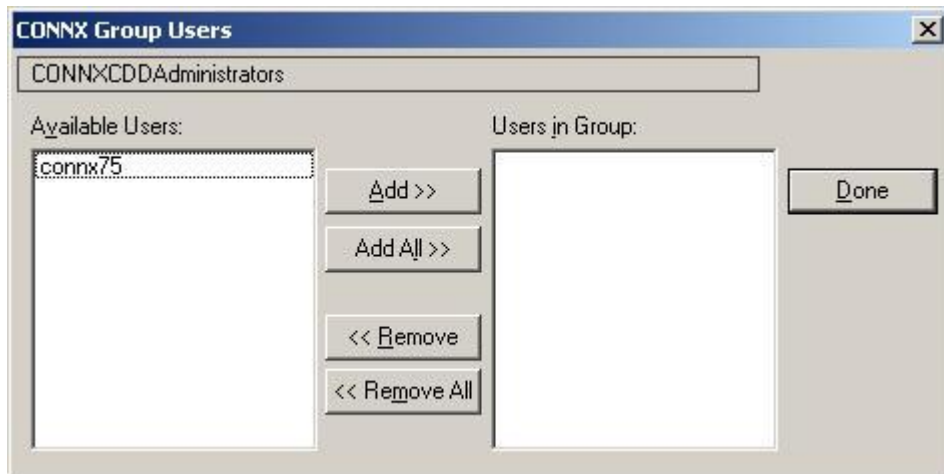 CONNX Group Users
CONNXCDDAdministrators
Available Users:
Users in Group:
connx75
Add >>
Done
Add All >>
<< Remove
<< Remove All